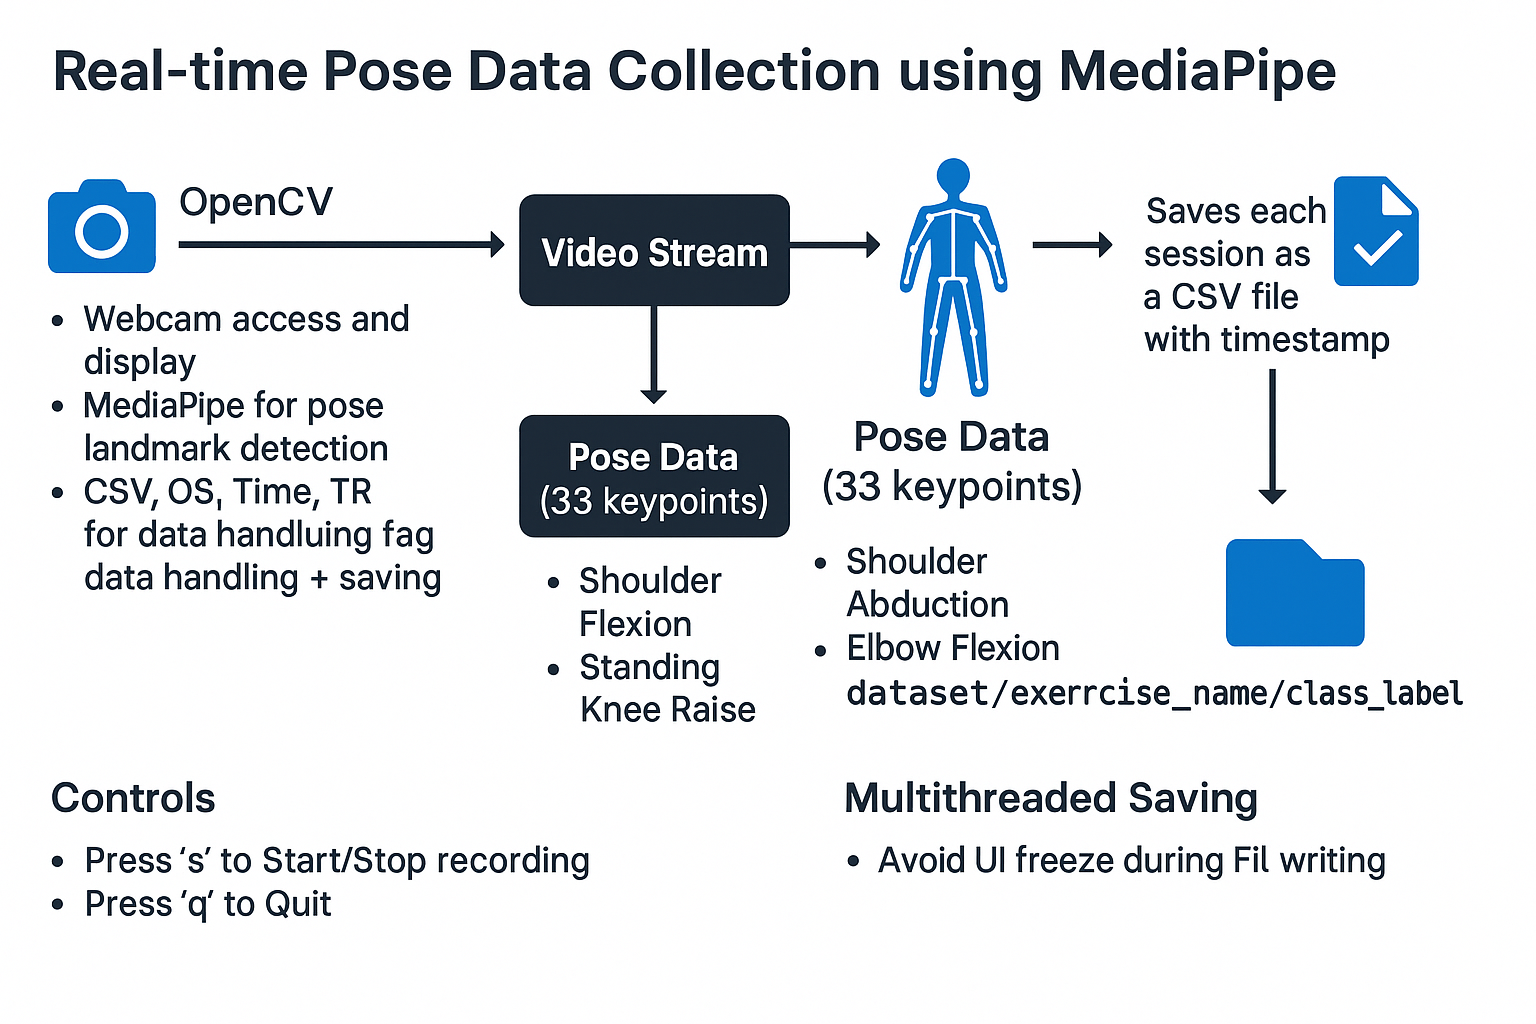 Real-time Pose Data Collection using MediaPipe
OpenCV
• Webcam access and
display
• MediaPipe for pose
landmark detection
• CSV, OS, Time, TR
for data handluing fag
data handling + saving
Video Stream
Pose Data
(33 keypoints)
• Shoulder
Flexion
• Standing
Knee Raise
Pose Data
(33 keypoints)
• Shoulder
Abduction
• Elbow Flexion
Saves each
session as
a CSV file
with timestamp
dataset/exerrcise_name/class_label
Controls
• Press ‘s’ to Start/Stop recording
• Press ‘q’ to Quit
Multithreaded Saving
• Avoid UI freeze during Fil writing